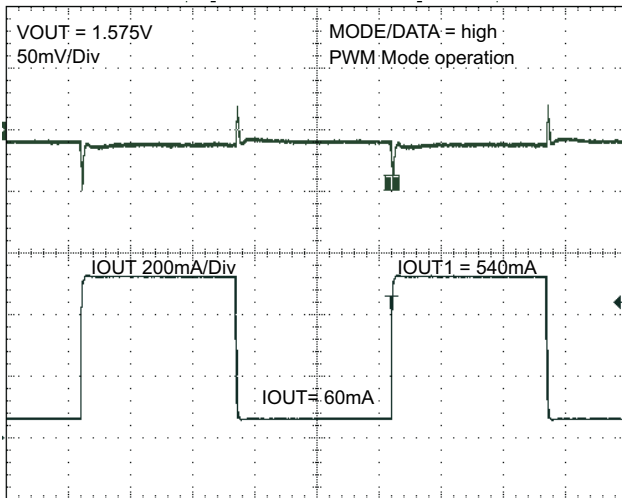 VOUT = 1.575V
50mV/Div
MODE/DATA = high
PWM Mode operation
IOUT 200mA/Div
IOUT1 = 540mA
IOUT= 60mA